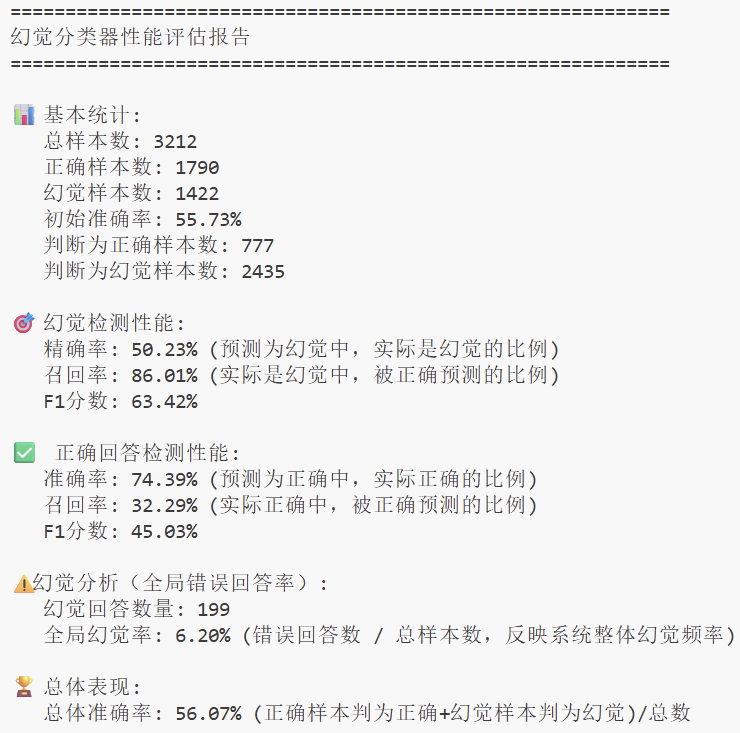 ============================================================
幻觉分类器性能评估报告
============================================================
📊 基本统计:
总样本数: 3212
正确样本数: 1790
幻觉样本数: 1422
初始准确率: 55.73%
判断为正确样本数: 777
判断为幻觉样本数: 2435
🎯 幻觉检测性能:
精确率: 50.23% (预测为幻觉中，实际是幻觉的比例)
召回率: 86.01% (实际是幻觉中，被正确预测的比例)
F1分数: 63.42%
✅ 正确回答检测性能:
准确率: 74.39% (预测为正确中，实际正确的比例)
召回率: 32.29% (实际正确中，被正确预测的比例)
F1分数: 45.03%
⚠️幻觉分析（全局错误回答率）:
幻觉回答数量: 199
全局幻觉率: 6.20% (错误回答数 / 总样本数，反映系统整体幻觉频率)
🏆 总体表现:
总体准确率: 56.07% (正确样本判为正确+幻觉样本判为幻觉)/总数